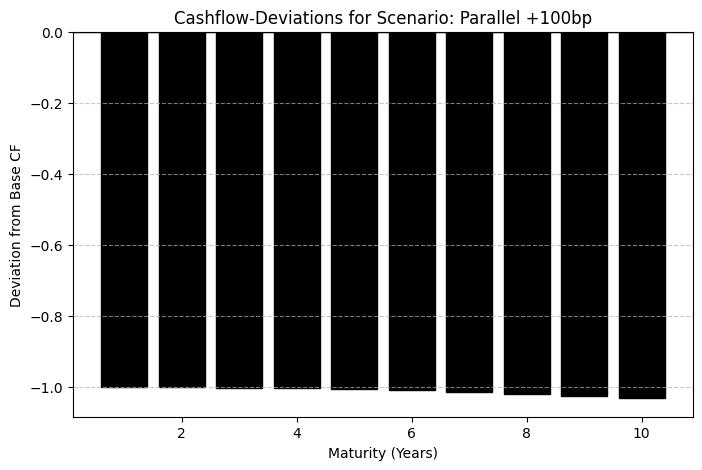 Cashflow-Deviations for Scenario: Parallel +100bp
0.0
−0.2
−0.4
−0.6
−0.8
−1.0
Deviation from Base CF
2 4 6 8 10
Maturity (Years)